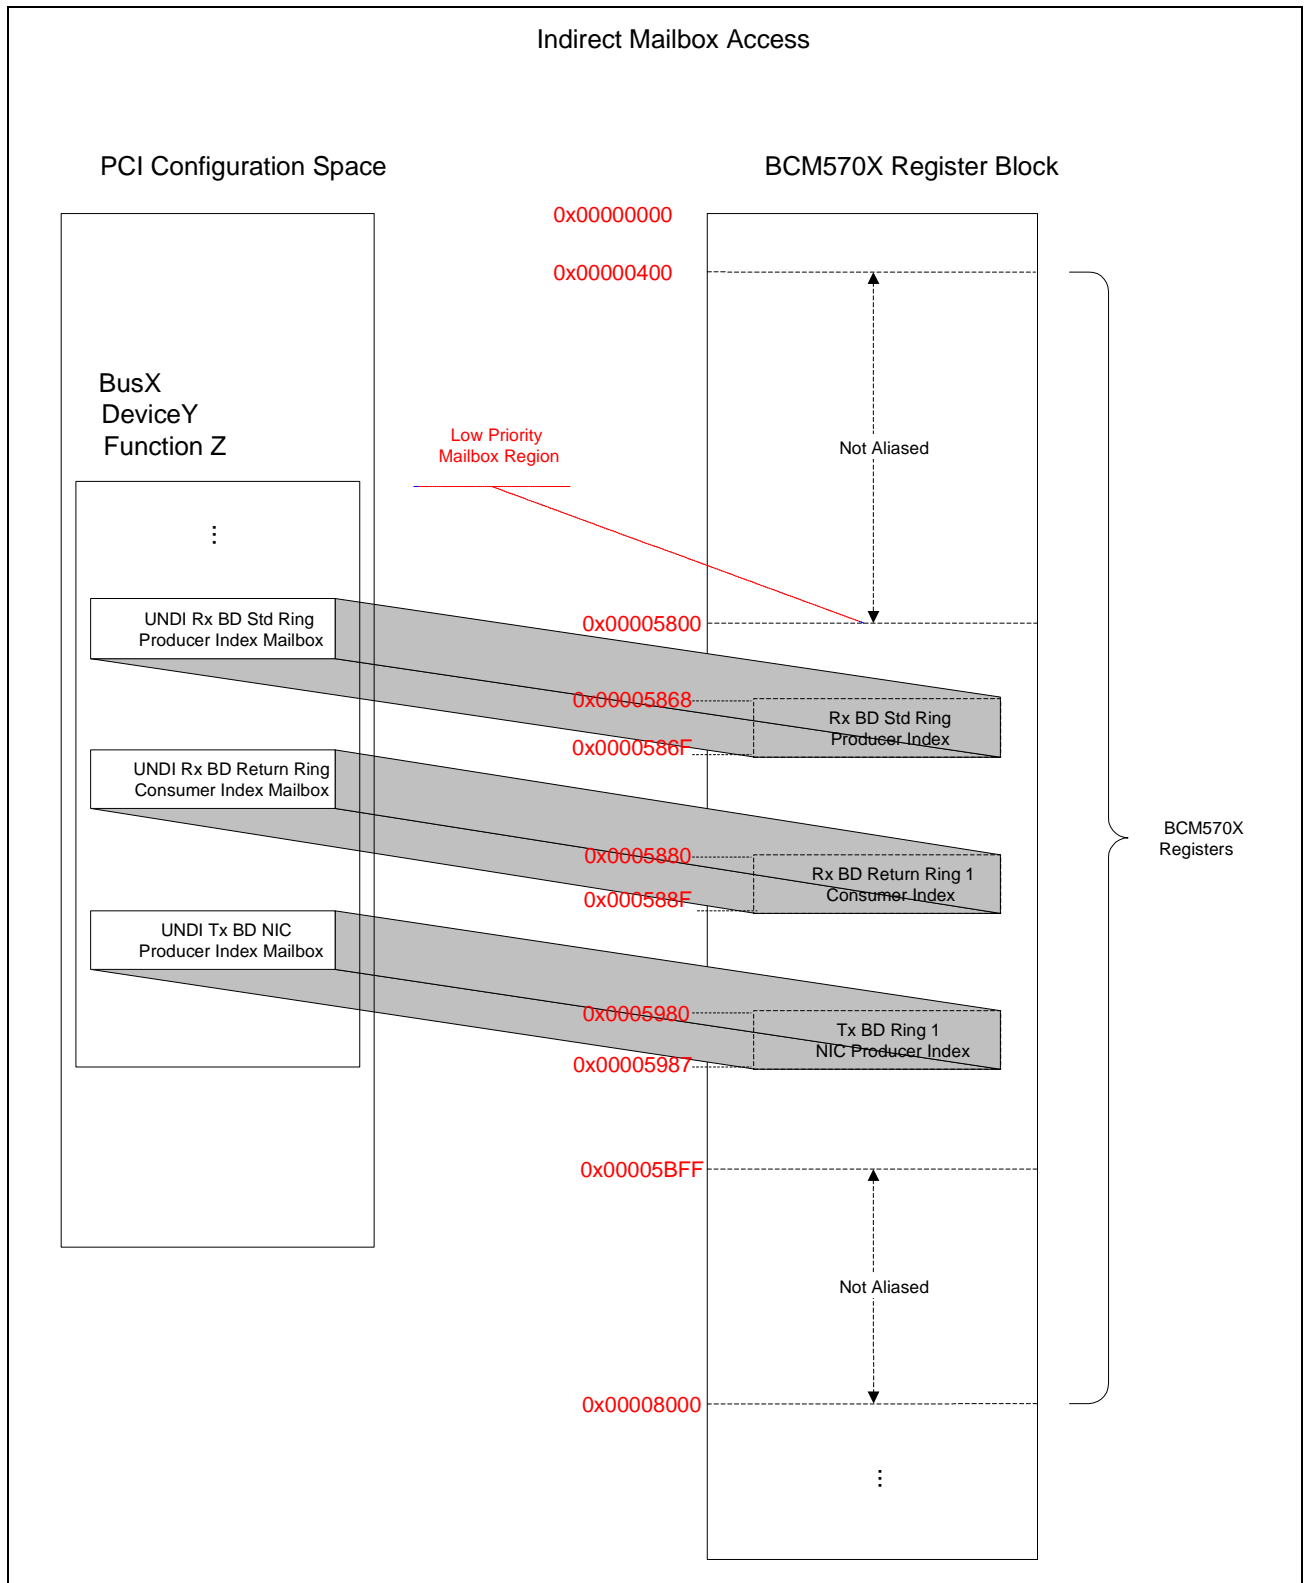 Indirect Mailbox Access
PCI Configuration Space
BCM570X Register Block
0x00000000
0x00000400
BusX
DeviceY
Function Z
Low Priority
Mailbox Region
Not Aliased
⋮
UNDI Rx BD Std Ring
Producer Index Mailbox
0x00005800
0x00005868
Rx BD Std Ring
Producer Index
0x0000586F
UNDI Rx BD Return Ring
Consumer Index Mailbox
0x0005880
Rx BD Return Ring 1
Consumer Index
0x000588F
BCM570X
Registers
UNDI Tx BD NIC
Producer Index Mailbox
0x0005980
Tx BD Ring 1
NIC Producer Index
0x00005987
0x00005BFF
Not Aliased
0x00008000
⋮